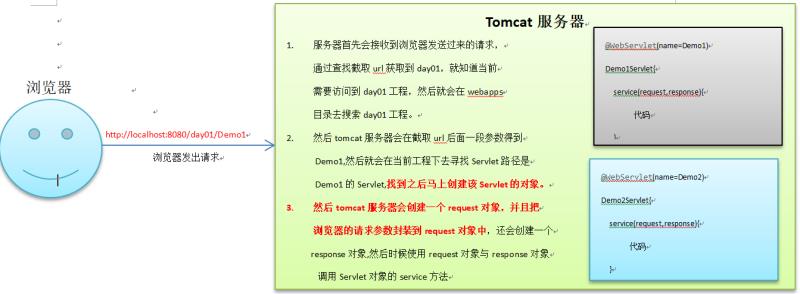 浏览器
http://localhost:8080/day01/Demo1
浏览器发出请求
Tomcat 服务器
1. 服务器首先会接收到浏览器发送过来的请求，
通过查找截取 url 获取到 day01，就知道当前
需要访问到 day01 工程，然后就会在 webapps
目录去搜索 day01 工程。
2. 然后 tomcat 服务器会在截取 url 后面一段参数得到
Demo1,然后就会在当前工程下去寻找 Servlet 路径是
Demo1 的 Servlet,找到之后马上创建该 Servlet 的对象。
3. 然后 tomcat 服务器会创建一个 request 对象，并且把
浏览器的请求参数封装到 request 对象中，还会创建一个
response 对象,然后时候使用 request 对象与 response 对象
调用 Servlet 对象的 service 方法
@WebServlet(name=Demo1)
Demo1Servlet{
service(request,response){
代码
}
@WebServlet(name=Demo2)
Demo2Servlet{
service(request,response){
代码
}